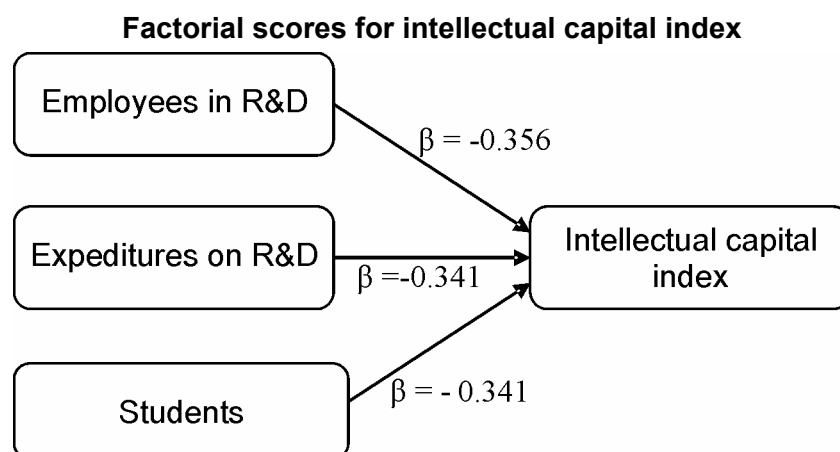 Factorial scores for intellectual capital index
Employees in R&D
β = -0.356
Expeditures on R&D
β =-0.341
Intellectual capital
index
Students
β = - 0.341